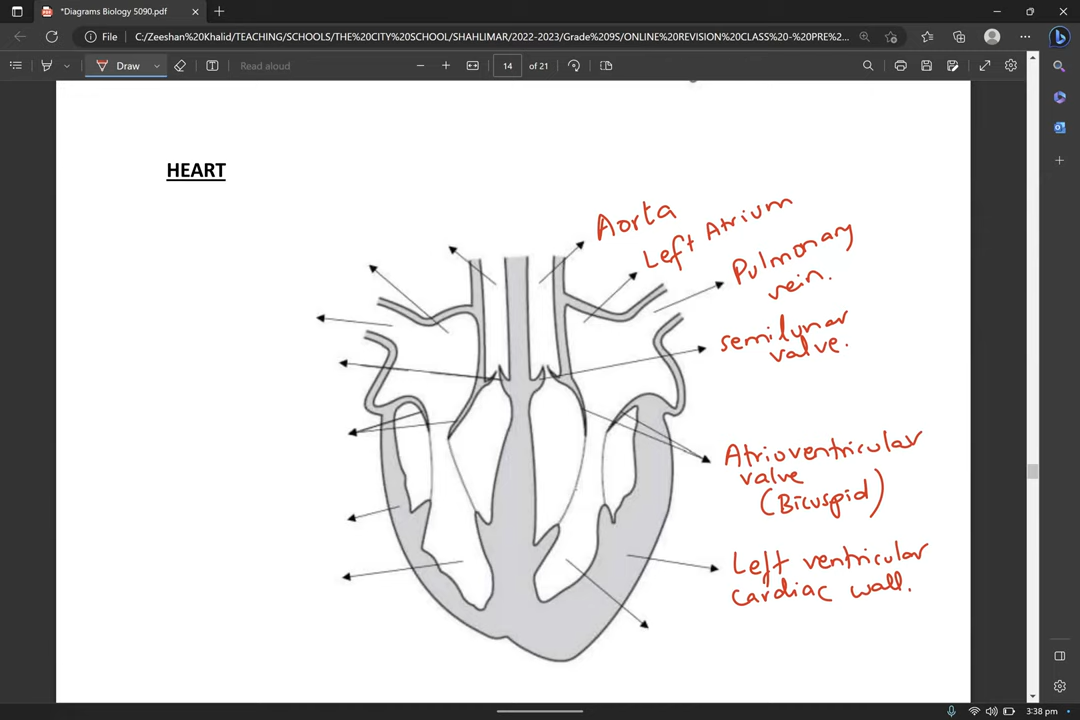 *Diagrams Biology 5090.pdf
File
C:/Zeeshan%20Khalid/TEACHING/SCHOOLS/THE%20CITY%20SCHOOL/SHAHLIMAR/2022-2023/Grade%209S/ONLINE%20REVISION%20CLASS%20-%20PRE%2...
Draw
Read aloud
14 of 21
HEART
Aorta
Left Atrium
Pulmonary
vein.
semilunar
valve.
Atrioventricular
valve
(Bicuspid)
Left ventricular
cardiac wall.
3:38 pm